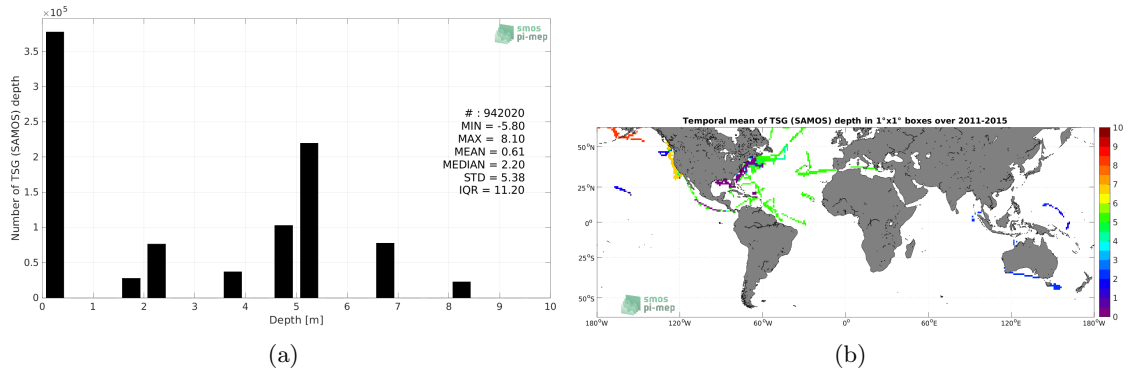 ×10⁵
smos
pi-mep
3.5
3
2.5
2
1.5
1
0.5
0
Number of TSG (SAMOS) depth
# : 942020
MIN = -5.80
MAX = 8.10
MEAN = 0.61
MEDIAN = 2.20
STD = 5.38
IQR = 11.20
0 1 2 3 4 5 6 7 8 9 10
Depth [m]
(a)
Temporal mean of TSG (SAMOS) depth in 1°x1° boxes over 2011-2015
50°N
25°N
0°
25°S
50°S
180°W 120°W 60°W 0° 60°E 120°E 180°W
smos
pi-mep
10
9
8
7
6
5
4
3
2
1
0
(b)